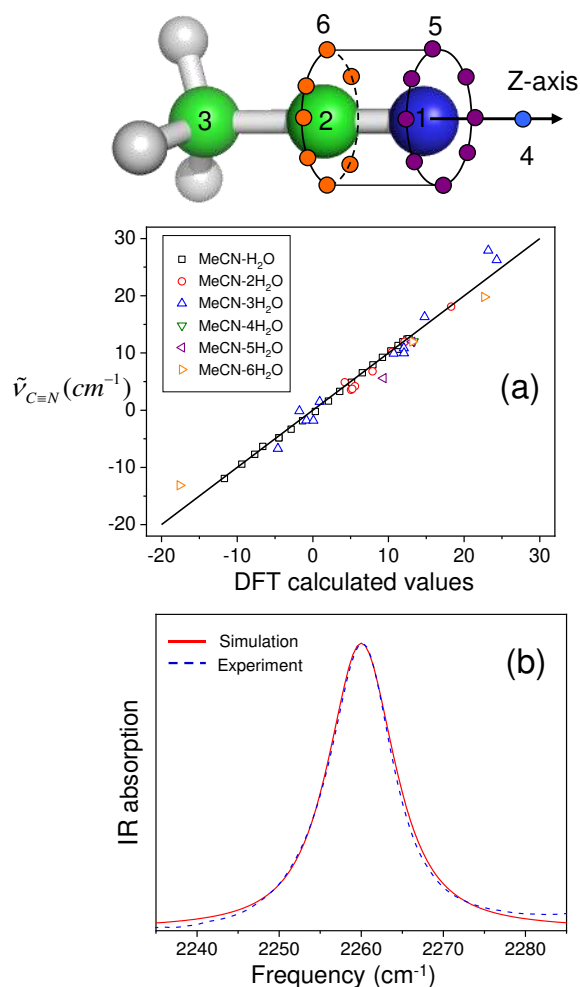 6 5
Z-axis
3 2 1
4
30
20
10
0
-10
-20
MeCN-H₂O
MeCN-2H₂O
MeCN-3H₂O
MeCN-4H₂O
MeCN-5H₂O
MeCN-6H₂O
(a)
ṽ_C≡N (cm⁻¹)
-20 -10 0 10 20 30
DFT calculated values
Simulation
Experiment
(b)
IR absorption
2240 2250 2260 2270 2280
Frequency (cm⁻¹)